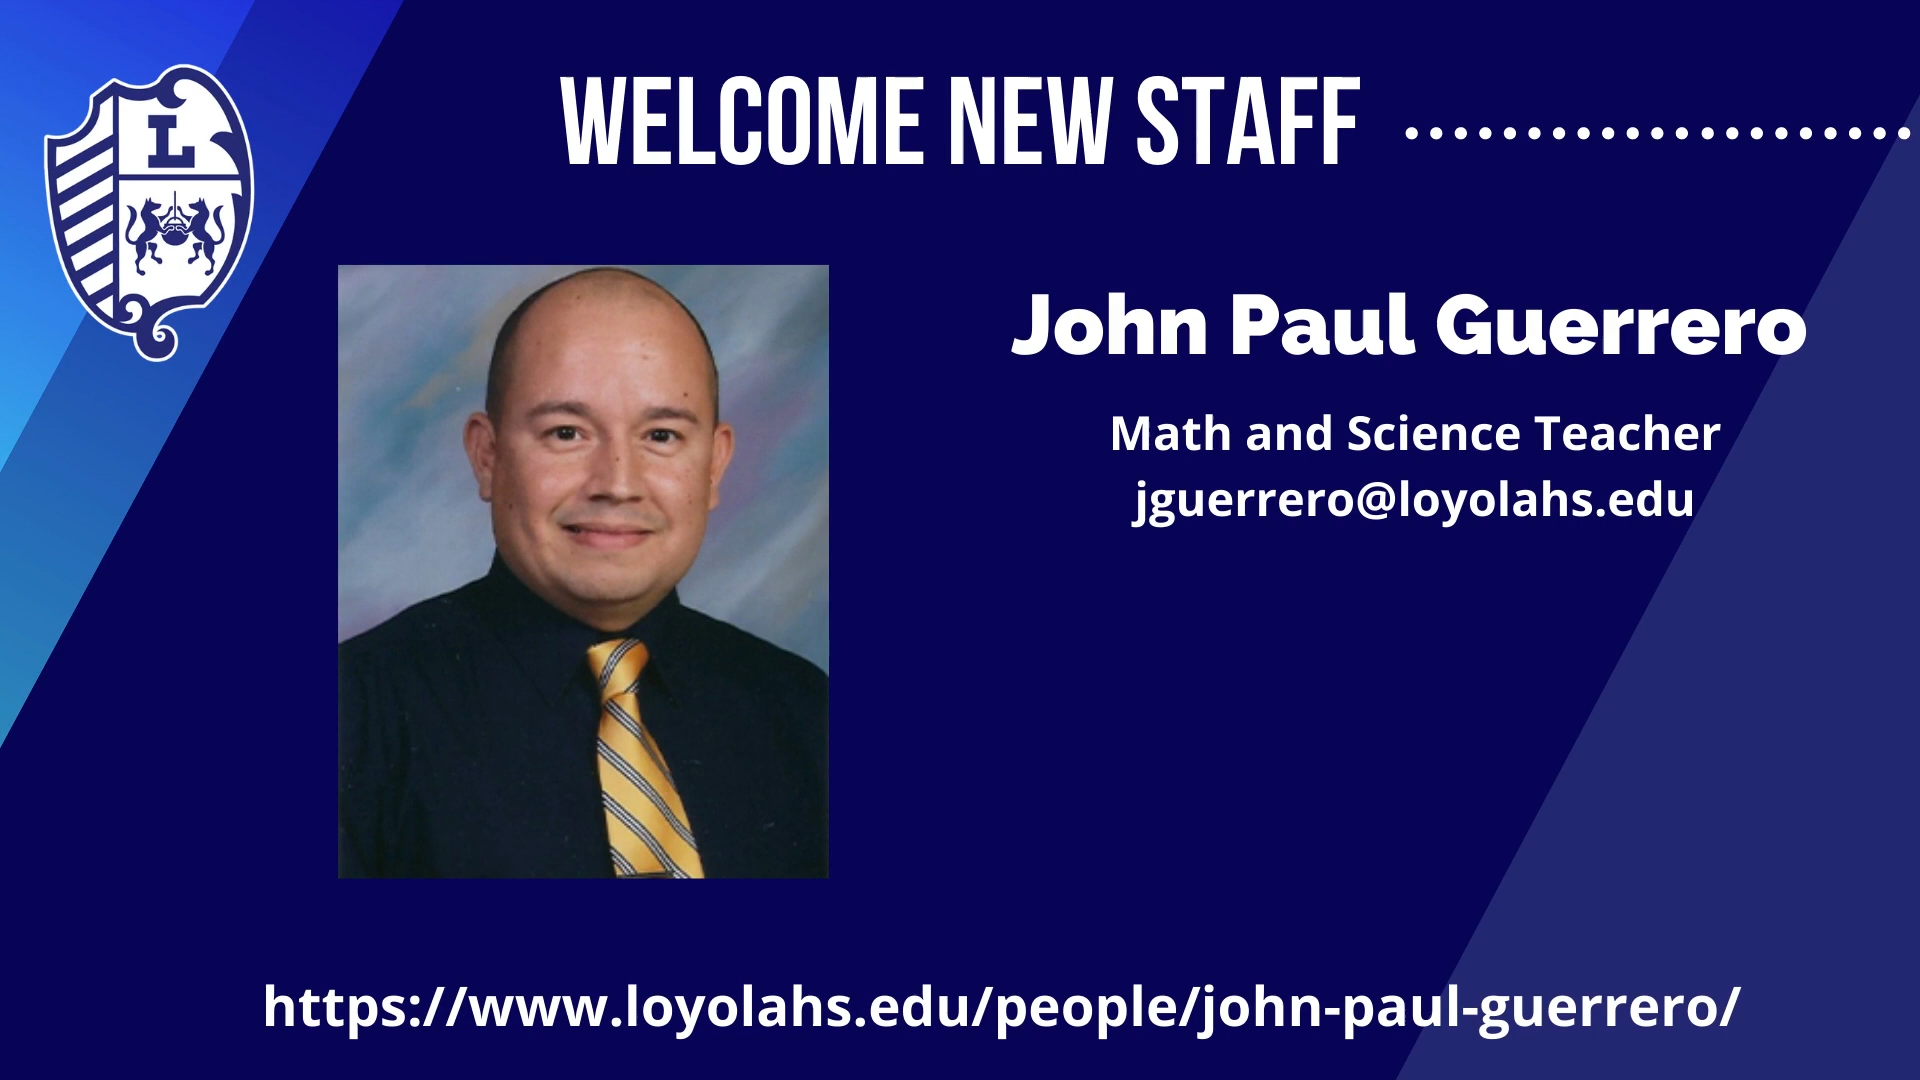 L
WELCOME NEW STAFF
John Paul Guerrero
Math and Science Teacher
jguerrero@loyolahs.edu
https://www.loyolahs.edu/people/john-paul-guerrero/